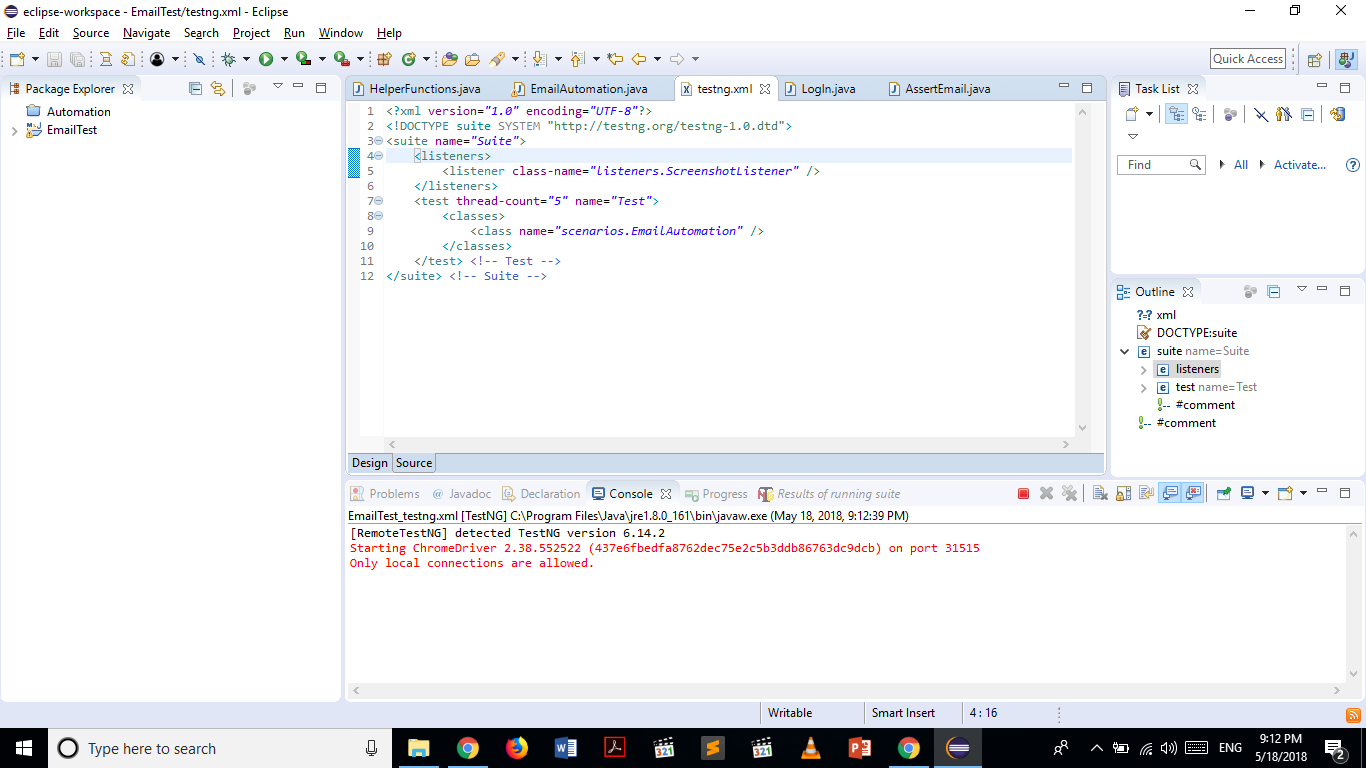 eclipse-workspace - EmailTest/testng.xml - Eclipse
File Edit Source Navigate Search Project Run Window Help
Quick Access
Package Explorer
Automation
EmailTest
HelperFunctions.java EmailAutomation.java testng.xml LogIn.java AssertEmail.java
1 <?xml version="1.0" encoding="UTF-8"?>
2 <!DOCTYPE suite SYSTEM "http://testng.org/testng-1.0.dtd">
3 <suite name="Suite">
4 <listeners>
5 <listener class-name="listeners.ScreenshotListener" />
6 </listeners>
7 <test thread-count="5" name="Test">
8 <classes>
9 <class name="scenarios.EmailAutomation" />
10 </classes>
11 </test> <!-- Test -->
12 </suite> <!-- Suite -->
Design Source
Task List
Find All Activate...
Outline
?=? xml
DOCTYPE:suite
e suite name=Suite
e listeners
e test name=Test
!-- #comment
!-- #comment
Problems @ Javadoc Declaration Console Progress Results of running suite
EmailTest_testng.xml [TestNG] C:\Program Files\Java\jre1.8.0_161\bin\javaw.exe (May 18, 2018, 9:12:39 PM)
[RemoteTestNG] detected TestNG version 6.14.2
Starting ChromeDriver 2.38.552522 (437e6fbedfa8762dec75e2c5b3ddb86763dc9dcb) on port 31515
Only local connections are allowed.
Writable Smart Insert 4 : 16
Type here to search
321
321
ENG
9:12 PM
5/18/2018
2